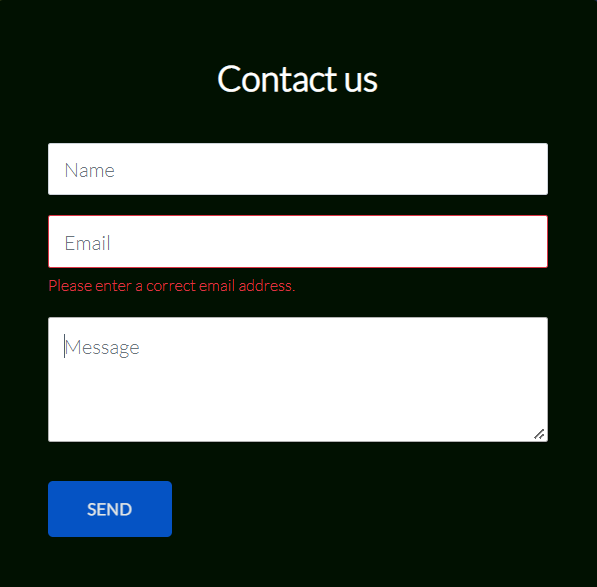 Contact us
Name
Email
Please enter a correct email address.
Message
SEND